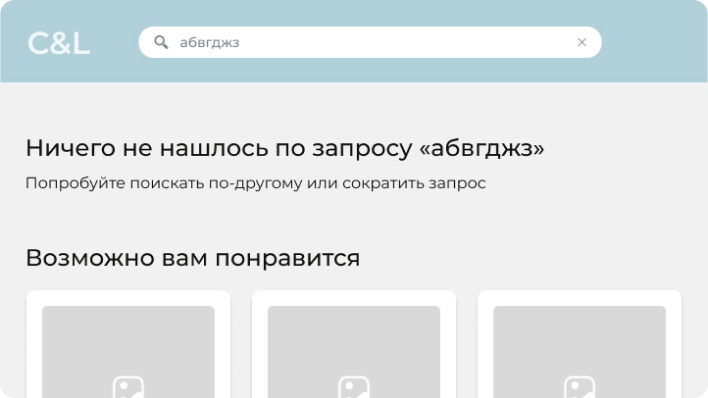 C&L
абвгджз
Ничего не нашлось по запросу «абвгджз»
Попробуйте поискать по-другому или сократить запрос
Возможно вам понравится